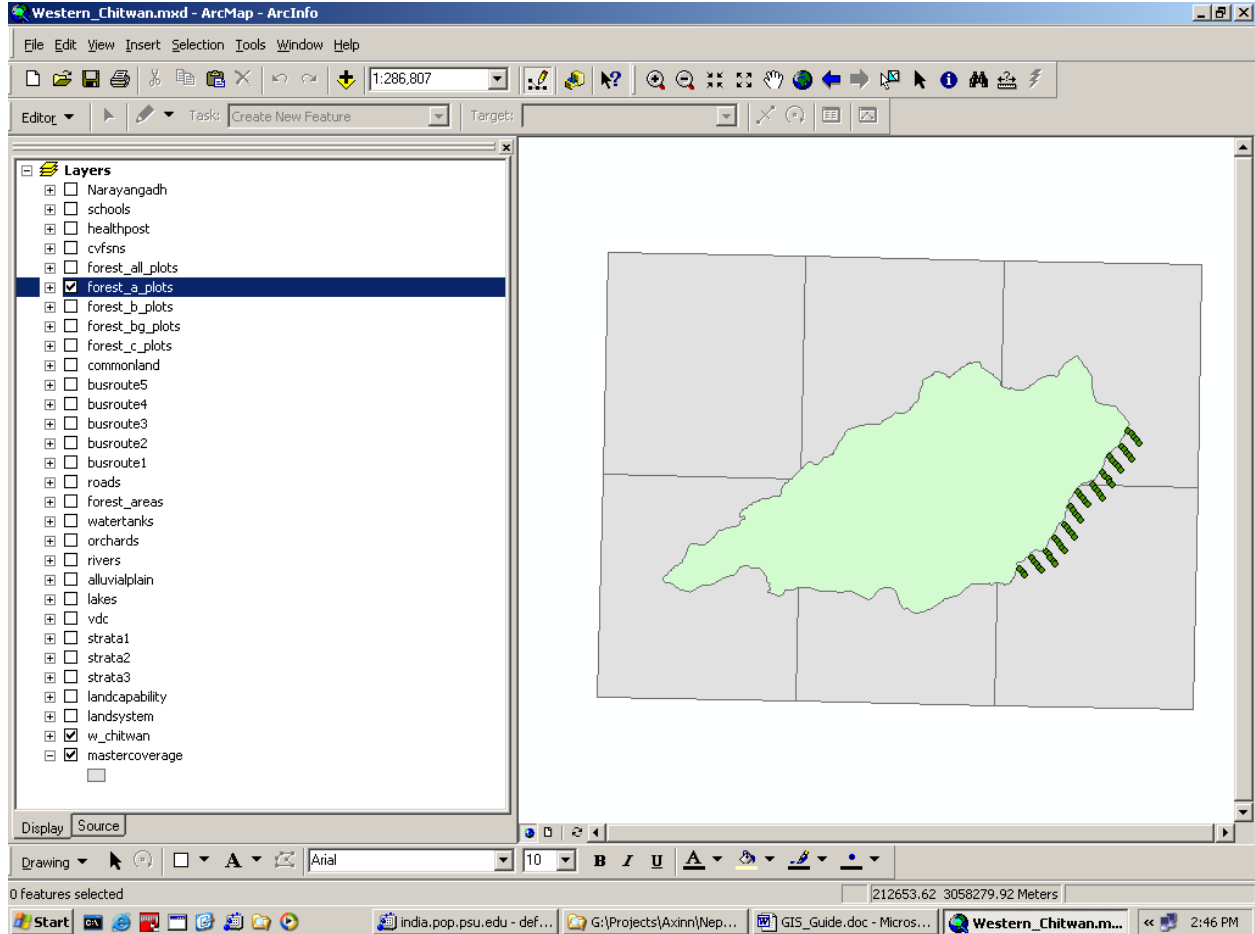 Western_Chitwan.mxd - ArcMap - ArcInfo
File Edit View Insert Selection Tools Window Help
1:286,807
Editor Task: Create New Feature Target:
Layers
Narayangadh
schools
healthpost
cvfsns
forest_all_plots
forest_a_plots
forest_b_plots
forest_bg_plots
forest_c_plots
commonland
busroute5
busroute4
busroute3
busroute2
busroute1
roads
forest_areas
watertanks
orchards
rivers
alluvialplain
lakes
vdc
strata1
strata2
strata3
landcapability
landsystem
w_chitwan
mastercoverage
Display Source
Drawing A Arial 10 B I U A
0 features selected 212653.62 3058279.92 Meters
Start india.pop.psu.edu - def... G:\Projects\Axinn\Nep... GIS_Guide.doc - Micros... Western_Chitwan.m... « 2:46 PM